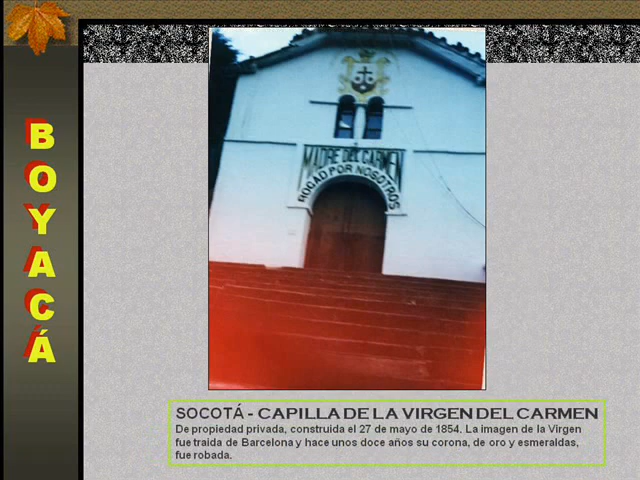 BOYACÁ
MADRE DEL CARMEN
ROGAD POR NOSOTROS
SOCOTÁ - CAPILLA DE LA VIRGEN DEL CARMEN
De propiedad privada, construida el 27 de mayo de 1854. La imagen de la Virgen
fue traida de Barcelona y hace unos doce años su corona, de oro y esmeraldas,
fue robada.